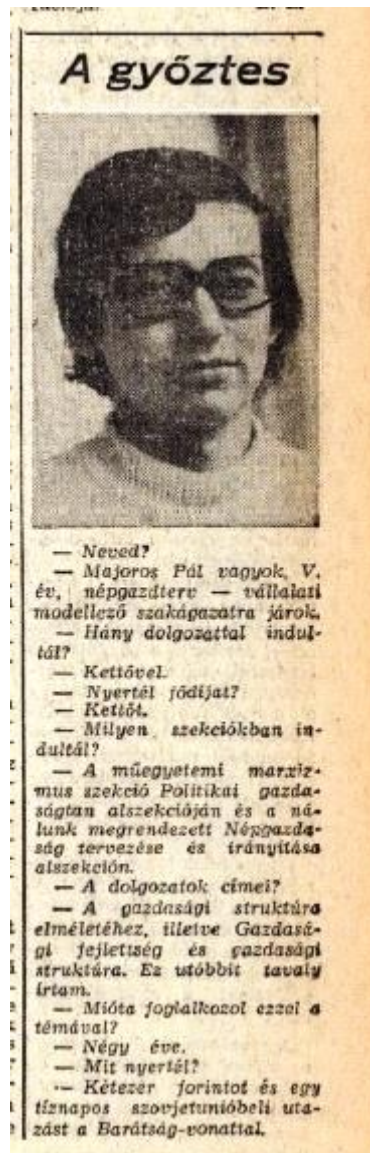 A győztes
— Neved?
— Majoros Pál vagyok, V.
év, népgazdterv — vállalati
modellező szakágazatra járok.
— Hány dolgozattal indul-
tál?
— Kettővel.
— Nyertél fődíjat?
— Kettőt.
— Milyen szekciókban in-
dultál?
— A műegyetemi marxiz-
mus szekció Politikai gazda-
ságtan alszekcióján és a ná-
lunk megrendezett Népgazda-
ság tervezése és irányítása
alszekción.
— A dolgozatok címei?
— A gazdasági struktúra
elméletéhez, illetve Gazdasá-
gi fejlettség és gazdasági
struktúra. Ez utóbbit tavaly
írtam.
— Mióta foglalkozol ezzel a
témával?
— Négy éve.
— Mit nyertél?
— Kétezer forintot és egy
tíznapos szovjetunióbeli uta-
zást a Barátság-vonattal.